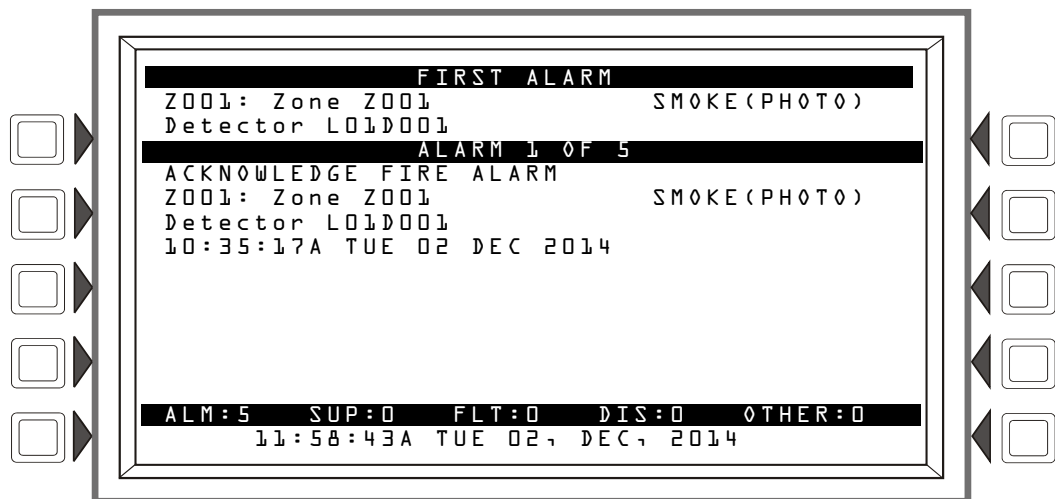 FIRST ALARM
Z001: Zone Z001 SMOKE(PHOTO)
Detector L01D001
ALARM 1 OF 5
ACKNOWLEDGE FIRE ALARM
Z001: Zone Z001 SMOKE(PHOTO)
Detector L01D001
10:35:17A TUE 02 DEC 2014
ALM:5 SUP:0 FLT:0 DIS:0 OTHER:0
11:58:43A TUE 02, DEC, 2014